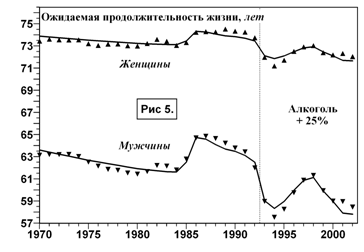 Ожидаемая продолжительность жизни, лет
75
73
71
69
67
65
63
61
59
57
Женщины
Рис 5.
Алкоголь
+ 25%
Мужчины
1970 1975 1980 1985 1990 1995 2000